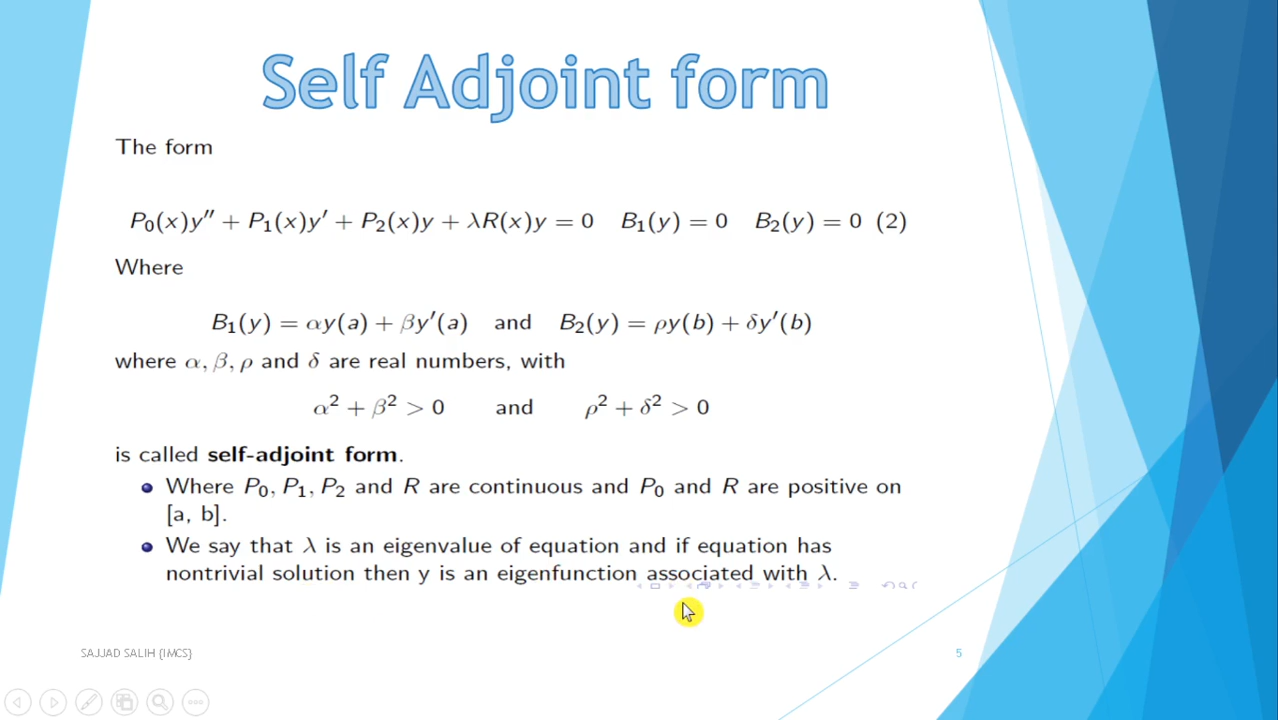 Self Adjoint form
The form
P₀(x)y″ + P₁(x)y′ + P₂(x)y + λR(x)y = 0   B₁(y) = 0   B₂(y) = 0   (2)
Where
B₁(y) = αy(a) + βy′(a)   and   B₂(y) = ρy(b) + δy′(b)
where α, β, ρ and δ are real numbers, with
α² + β² > 0   and   ρ² + δ² > 0
is called self-adjoint form.
Where P₀, P₁, P₂ and R are continuous and P₀ and R are positive on
[a, b].
We say that λ is an eigenvalue of equation and if equation has
nontrivial solution then y is an eigenfunction associated with λ.
SAJJAD SALIH {IMCS}
5